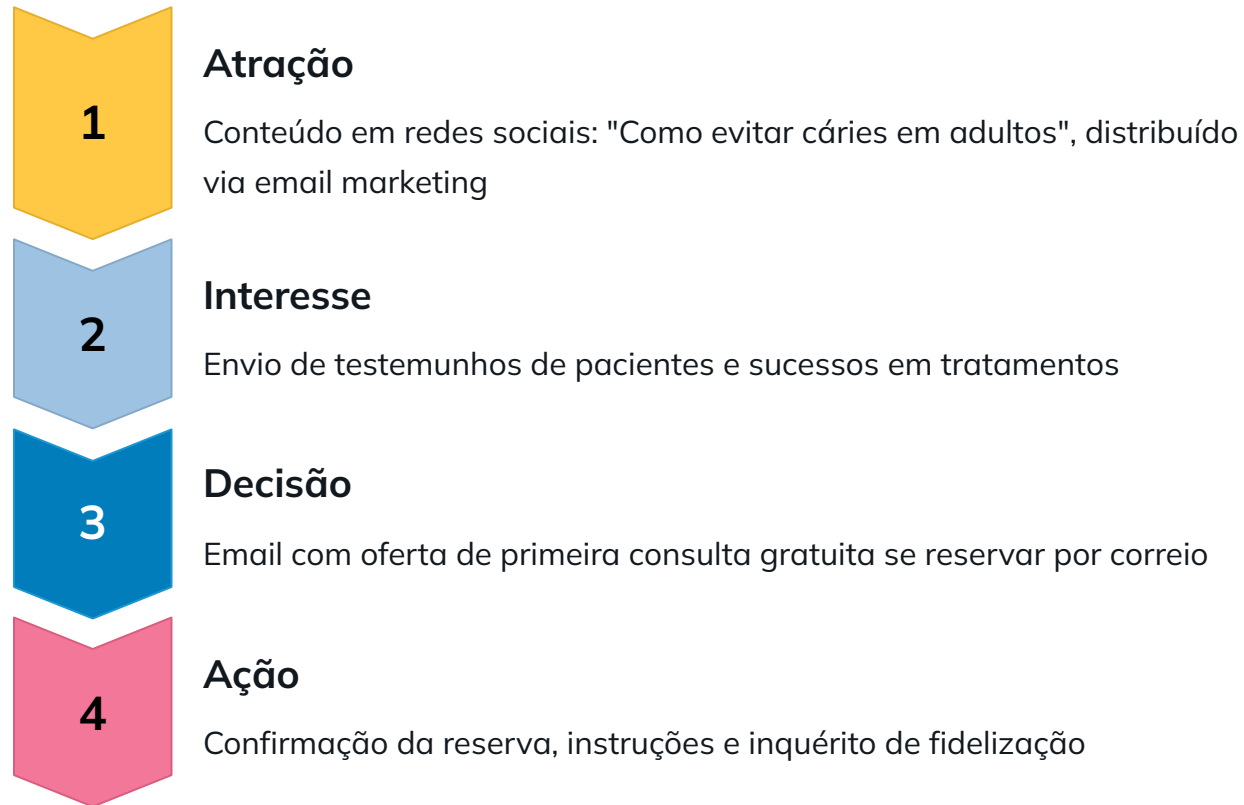 1
Atração
Conteúdo em redes sociais: "Como evitar cáries em adultos", distribuído
via email marketing
2
Interesse
Envio de testemunhos de pacientes e sucessos em tratamentos
3
Decisão
Email com oferta de primeira consulta gratuita se reservar por correio
4
Ação
Confirmação da reserva, instruções e inquérito de fidelização